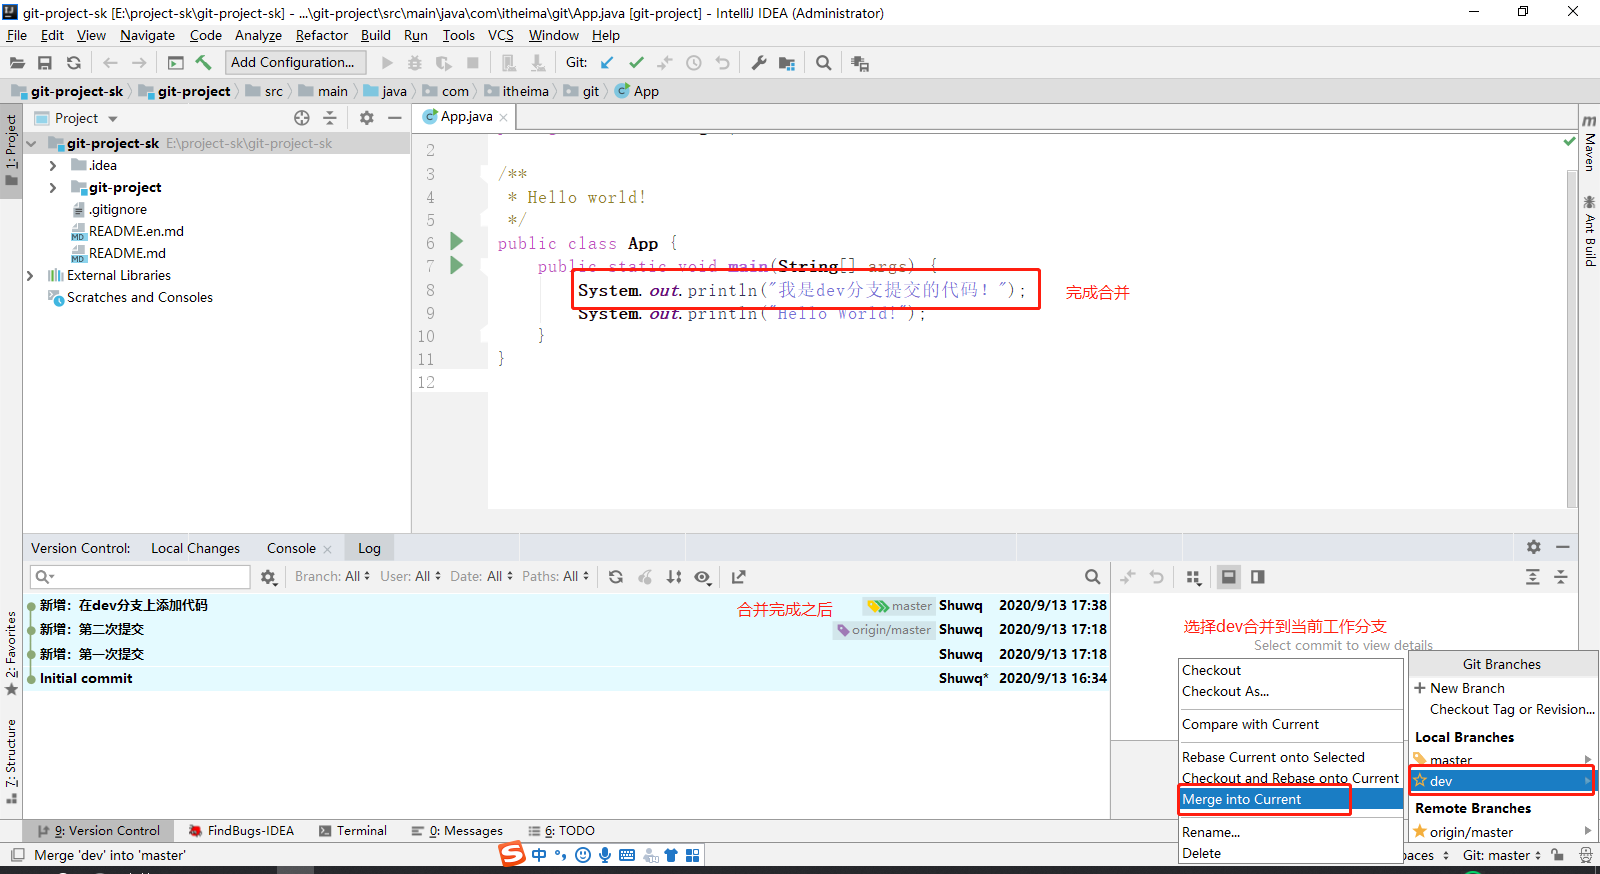 git-project-sk [E:\project-sk\git-project-sk] - ...\git-project\src\main\java\com\itheima\git\App.java [git-project] - IntelliJ IDEA (Administrator)
File Edit View Navigate Code Analyze Refactor Build Run Tools VCS Window Help
Add Configuration... Git:
git-project-sk git-project src main java com itheima git App
1: Project
Project
App.java
git-project-sk E:\project-sk\git-project-sk
.idea
git-project
.gitignore
README.en.md
README.md
External Libraries
Scratches and Consoles
2
3 /**
4 * Hello world!
5 */
6 public class App {
7 public static void main(String[] args) {
8 System.out.println("我是dev分支提交的代码! ");
完成合并
9 System.out.println("Hello World!");
10 }
11 }
12
Maven
Ant Build
Version Control: Local Changes Console Log
Branch: All User: All Date: All Paths: All
新增: 在dev分支上添加代码 合并完成之后 master Shuwq 2020/9/13 17:38
新增: 第二次提交 origin/master Shuwq 2020/9/13 17:18
新增: 第一次提交 Shuwq 2020/9/13 17:18
Initial commit Shuwq* 2020/9/13 16:34
选择dev合并到当前工作分支
Select commit to view details
Checkout
Checkout As...
Compare with Current
Rebase Current onto Selected
Checkout and Rebase onto Current
Merge into Current
Rename...
Delete
Git Branches
New Branch
Checkout Tag or Revision...
Local Branches
master
dev
Remote Branches
origin/master
2: Favorites
7: Structure
9: Version Control FindBugs-IDEA Terminal 0: Messages 6: TODO
Merge 'dev' into 'master'
中
paces Git: master